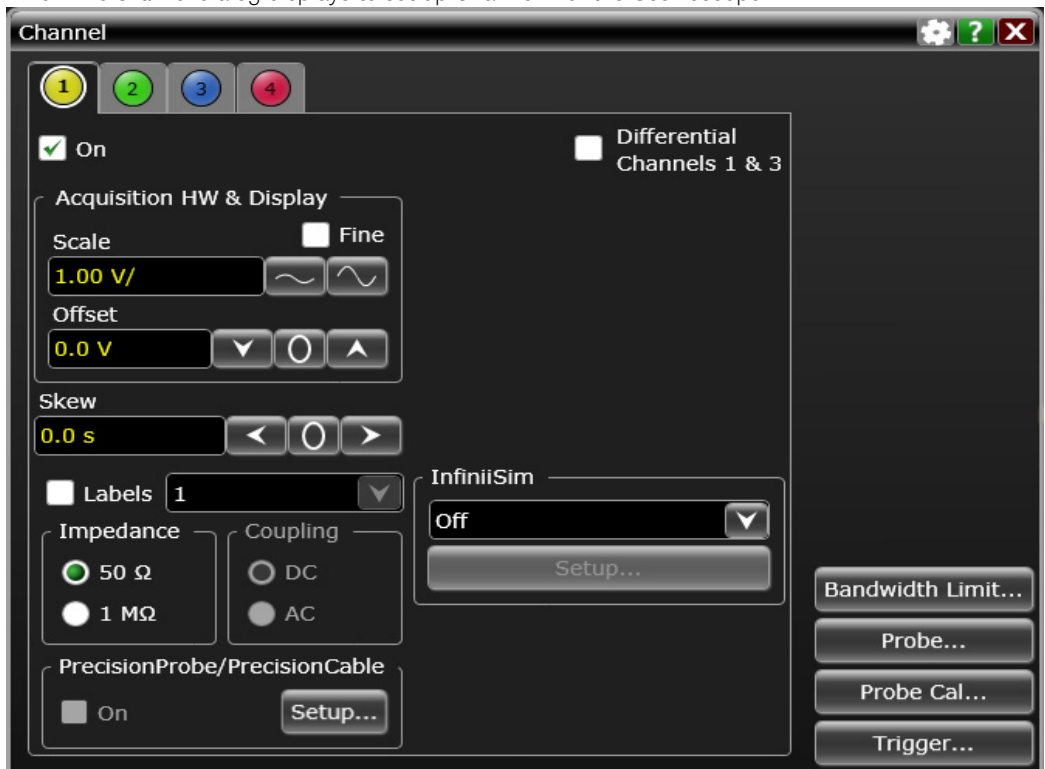 Channel
?
X
1
2
3
4
On
Differential
Channels 1 & 3
Acquisition HW & Display
Scale
Fine
1.00 V/
Offset
0.0 V
0
Skew
0.0 s
0
Labels
1
InfiniiSim
Off
Setup...
Impedance
50 Ω
1 MΩ
Coupling
DC
AC
PrecisionProbe/PrecisionCable
On
Setup...
Bandwidth Limit...
Probe...
Probe Cal...
Trigger...